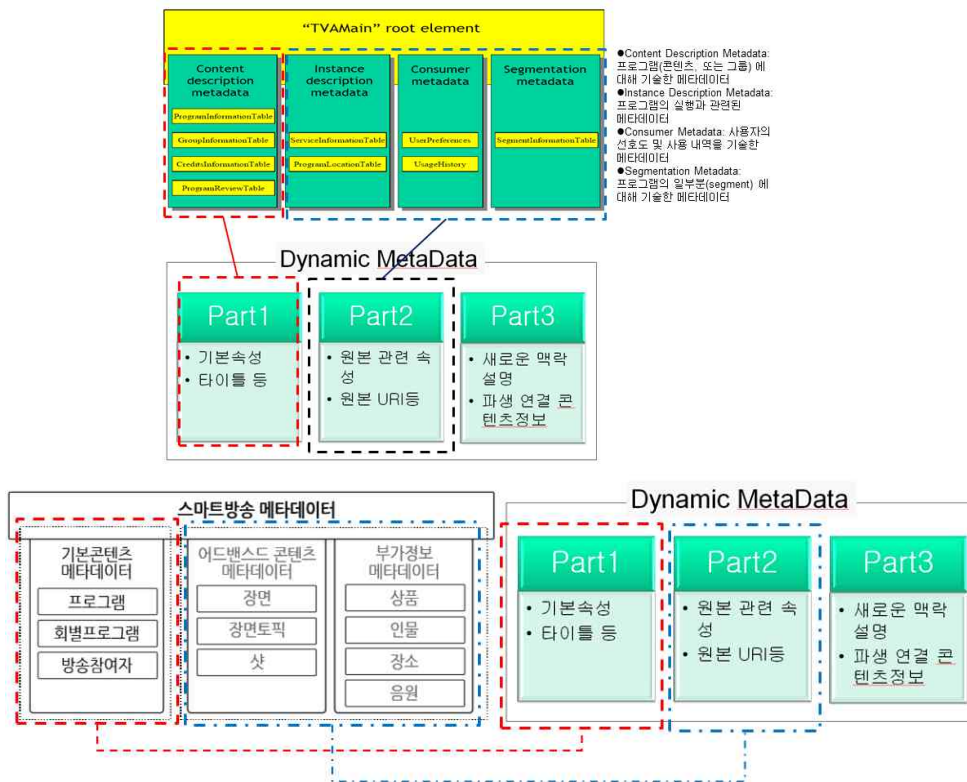 “TVAMain” root element
Content
description
metadata
ProgramInformationTable
GroupInformationTable
CreditsInformationTable
ProgramReviewTable
Instance
description
metadata
ServiceInformationTable
ProgramLocationTable
Consumer
metadata
UserPreferences
UsageHistory
Segmentation
metadata
SegmentInformationTable
●Content Description Metadata:
프로그램(콘텐츠, 또는 그룹) 에
대해 기술한 메타데이터
●Instance Description Metadata:
프로그램의 실행과 관련된
메타데이터
●Consumer Metadata: 사용자의
선호도 및 사용 내역을 기술한
메타데이터
●Segmentation Metadata:
프로그램의 일부분(segment) 에
대해 기술한 메타데이터
Dynamic MetaData
Part1
• 기본속성
• 타이틀 등
Part2
• 원본 관련 속
성
• 원본 URI등
Part3
• 새로운 맥락
설명
• 파생 연결 콘
텐츠정보
스마트방송 메타데이터
기본콘텐츠
메타데이터
프로그램
회별프로그램
방송참여자
어드밴스드 콘텐츠
메타데이터
장면
장면토픽
샷
부가정보
메타데이터
상품
인물
장소
음원
Dynamic MetaData
Part1
• 기본속성
• 타이틀 등
Part2
• 원본 관련 속
성
• 원본 URI등
Part3
• 새로운 맥락
설명
• 파생 연결 콘
텐츠정보